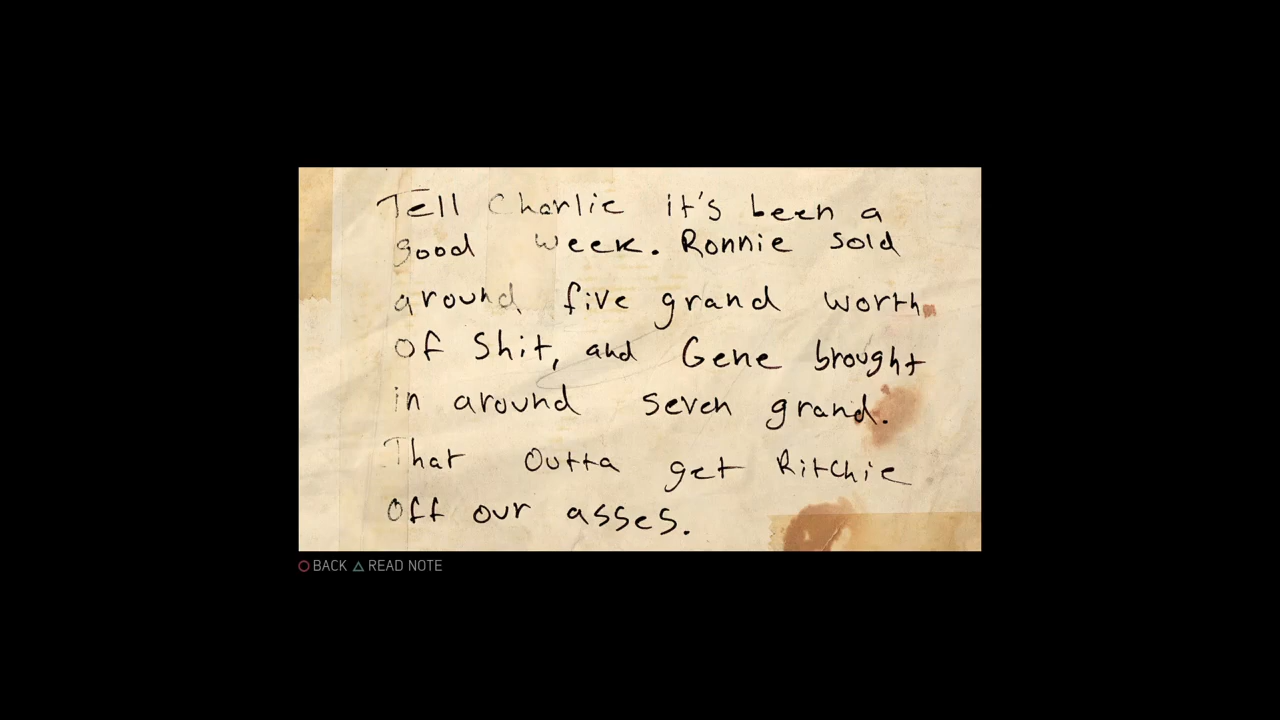 Tell Charlie it's been a
good week. Ronnie sold
around five grand worth
of Shit, and Gene brought
in around seven grand.
That Outta get Ritchie
Off our asses.
BACK READ NOTE